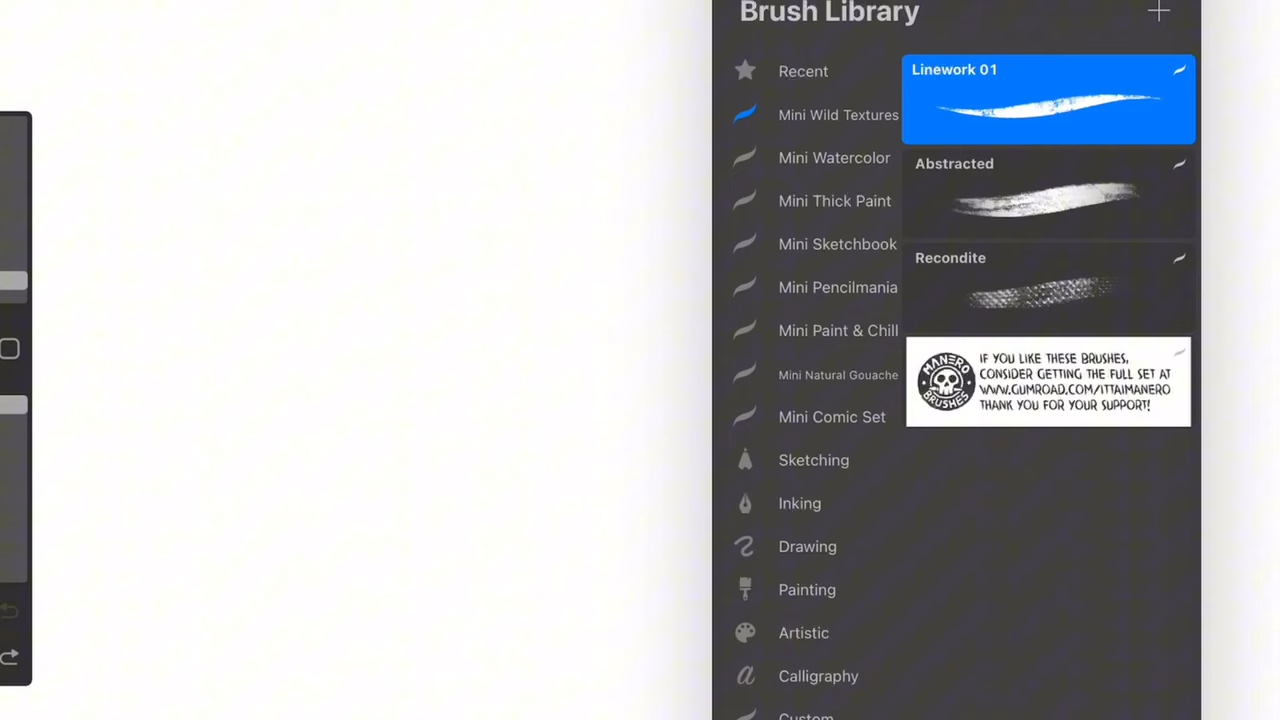 Brush Library
Recent
Mini Wild Textures
Mini Watercolor
Mini Thick Paint
Mini Sketchbook
Mini Pencilmania
Mini Paint & Chill
Mini Natural Gouache
Mini Comic Set
Sketching
Inking
Drawing
Painting
Artistic
Calligraphy
Custom
Linework 01
Abstracted
Recondite
MANERO
BRUSHES
IF YOU LIKE THESE BRUSHES,
CONSIDER GETTING THE FULL SET AT
WWW.GUMROAD.COM/ITTAIMANERO
THANK YOU FOR YOUR SUPPORT!